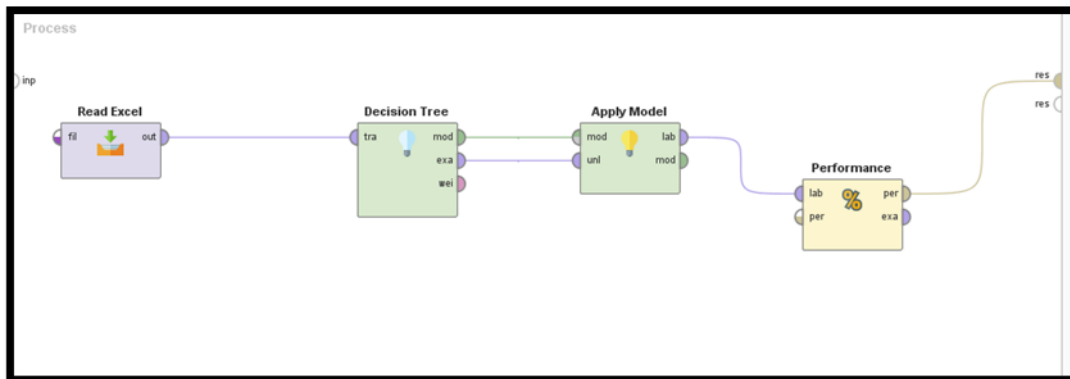 Process
inp
res
res
Read Excel
fil
out
Decision Tree
tra
mod
exa
wei
Apply Model
mod
lab
unl
mod
Performance
lab
per
%
per
exa